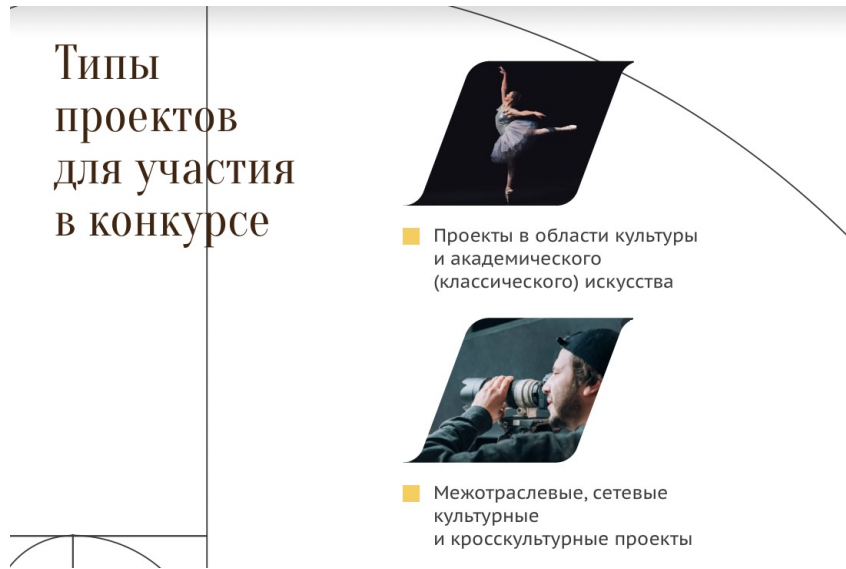 Типы
проектов
для участия
в конкурсе
Проекты в области культуры
и академического
(классического) искусства
Межотраслевые, сетевые
культурные
и кросскультурные проекты